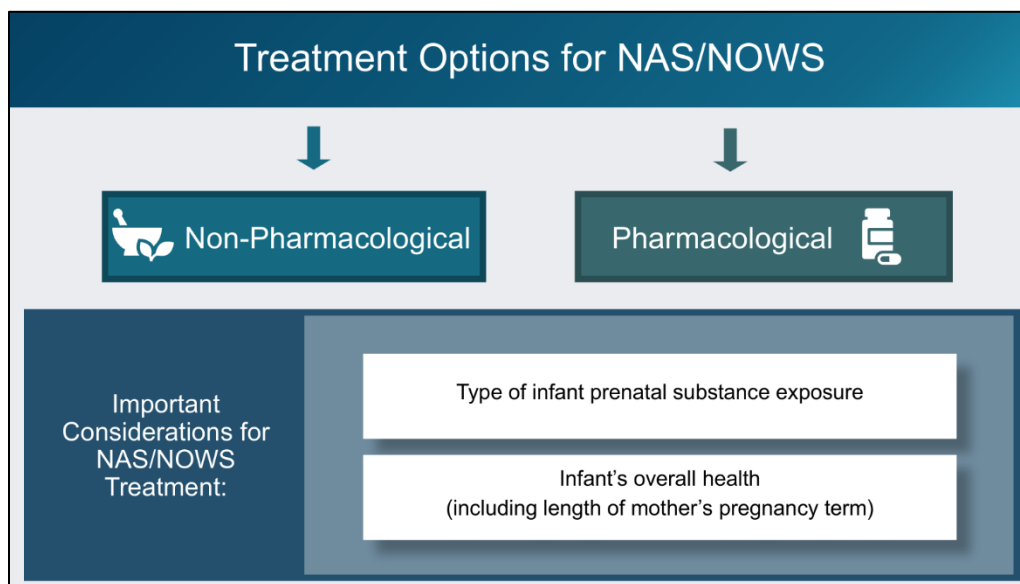 Treatment Options for NAS/NOWS
Non-Pharmacological
Pharmacological
Important
Considerations for
NAS/NOWS
Treatment:
Type of infant prenatal substance exposure
Infant’s overall health
(including length of mother’s pregnancy term)